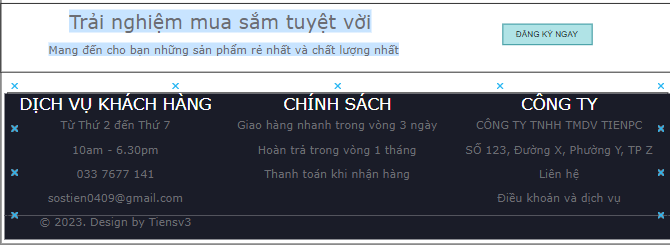 Trải nghiệm mua sắm tuyệt vời
Mang đến cho bạn những sản phẩm rẻ nhất và chất lượng nhất
ĐĂNG KÝ NGAY
DỊCH VỤ KHÁCH HÀNG
Từ Thứ 2 đến Thứ 7
10am - 6.30pm
033 7677 141
sostien0409@gmail.com
CHÍNH SÁCH
Giao hàng nhanh trong vòng 3 ngày
Hoàn trả trong vòng 1 tháng
Thanh toán khi nhận hàng
CÔNG TY
CÔNG TY TNHH TMDV TIENPC
SỐ 123, Đường X, Phường Y, TP Z
Liên hệ
Điều khoản và dịch vụ
© 2023. Design by Tiensv3